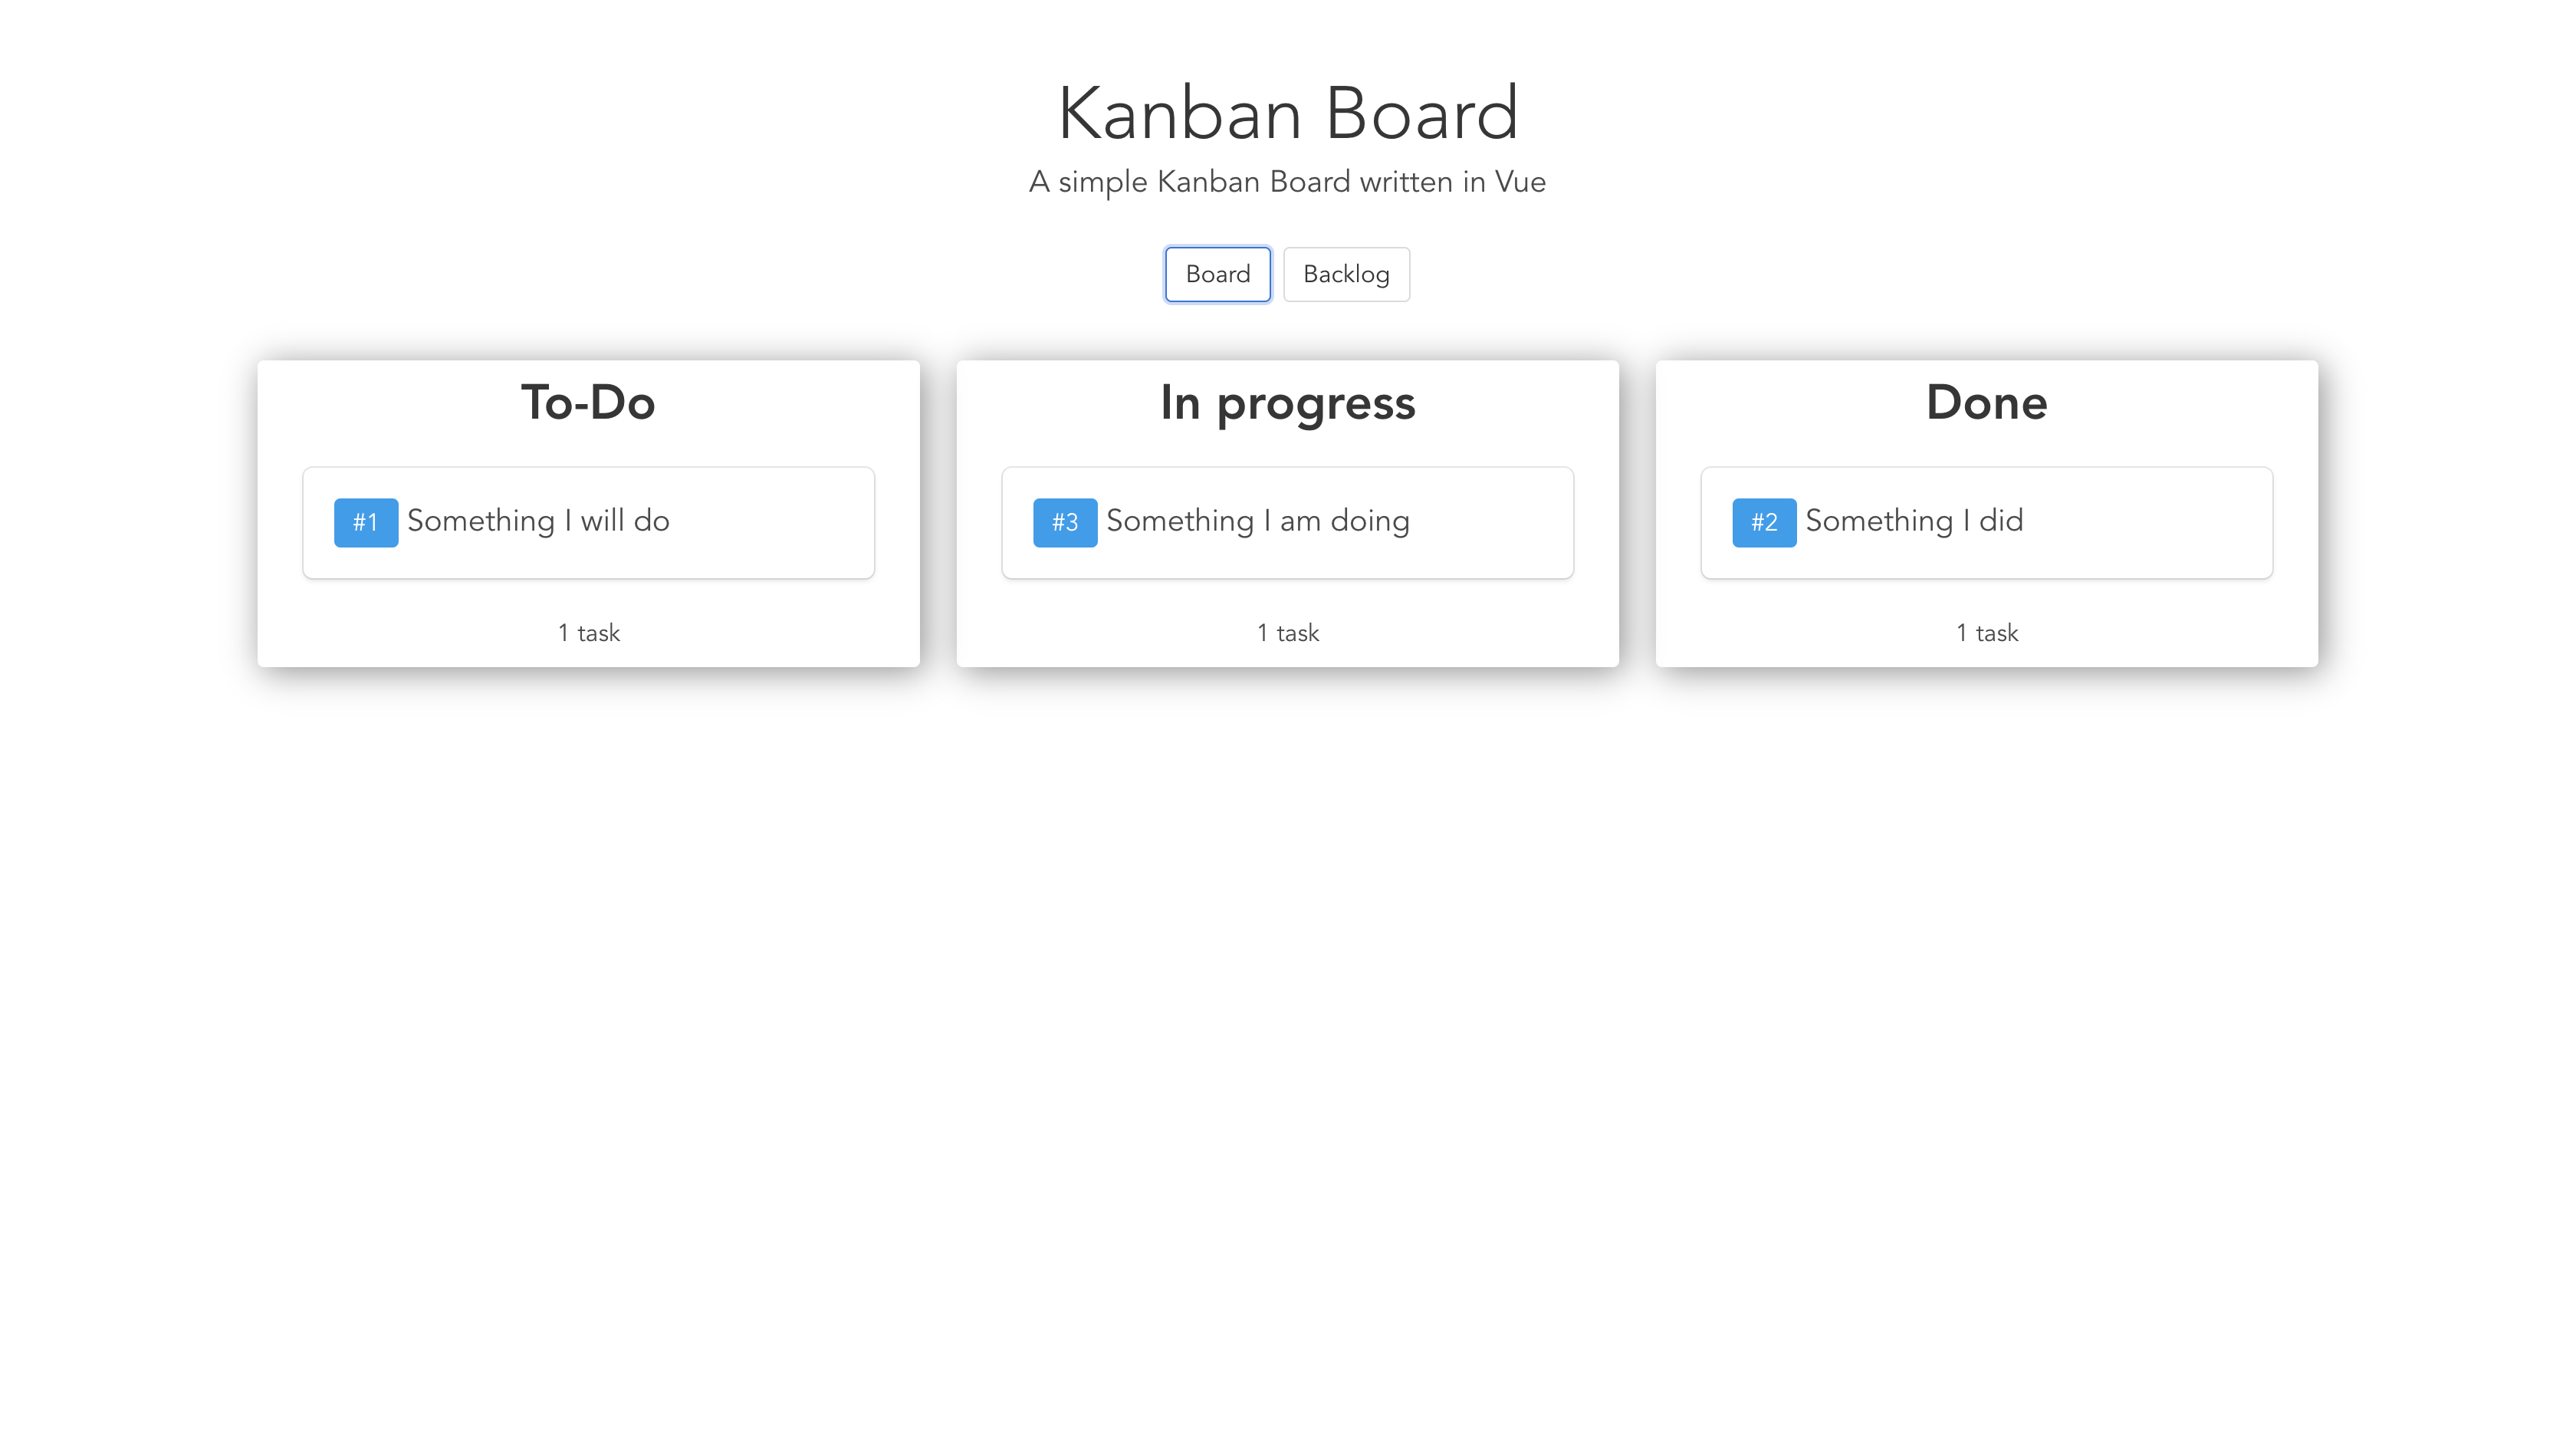 Kanban Board
A simple Kanban Board written in Vue
Board Backlog
To-Do
#1 Something I will do
1 task
In progress
#3 Something I am doing
1 task
Done
#2 Something I did
1 task